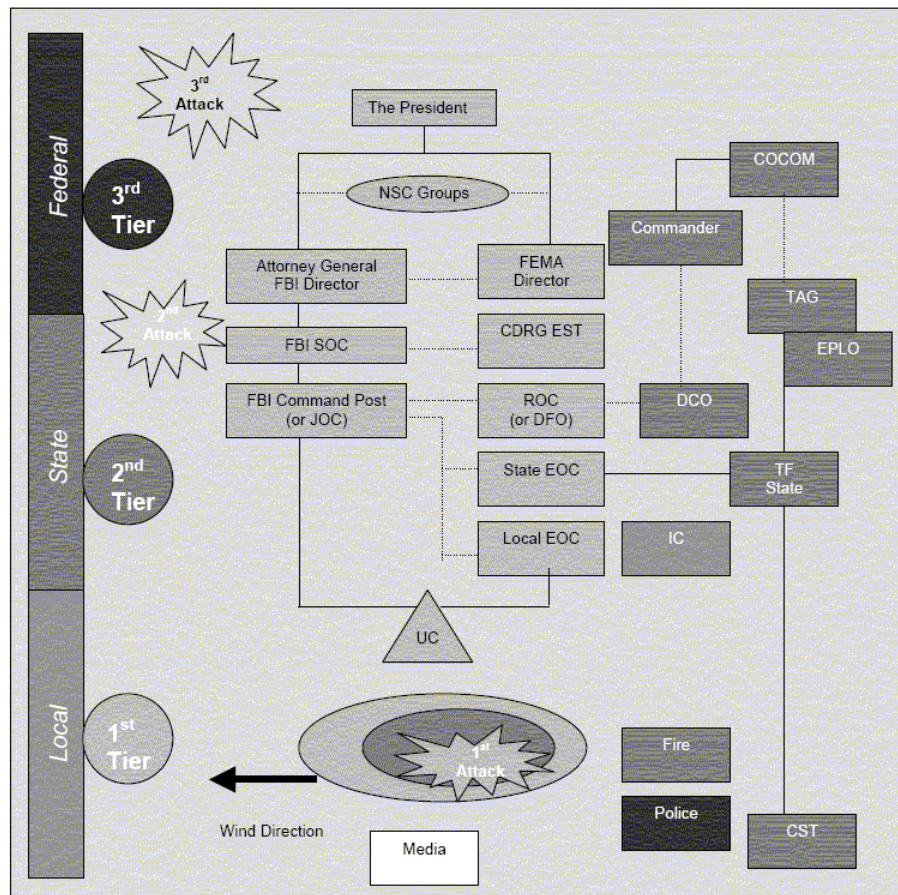 3rd
Attack
The President
Federal
COCOM
NSC Groups
3rd
Tier
Commander
Attorney General
FBI Director
FEMA
Director
TAG
2nd
Attack
CDRG EST
FBI SOC
EPLO
FBI Command Post
(or JOC)
ROC
(or DFO)
DCO
State
2nd
Tier
State EOC
TF
State
Local EOC
IC
UC
Local
1st
Tier
1st
Attack
Fire
Wind Direction
Police
CST
Media